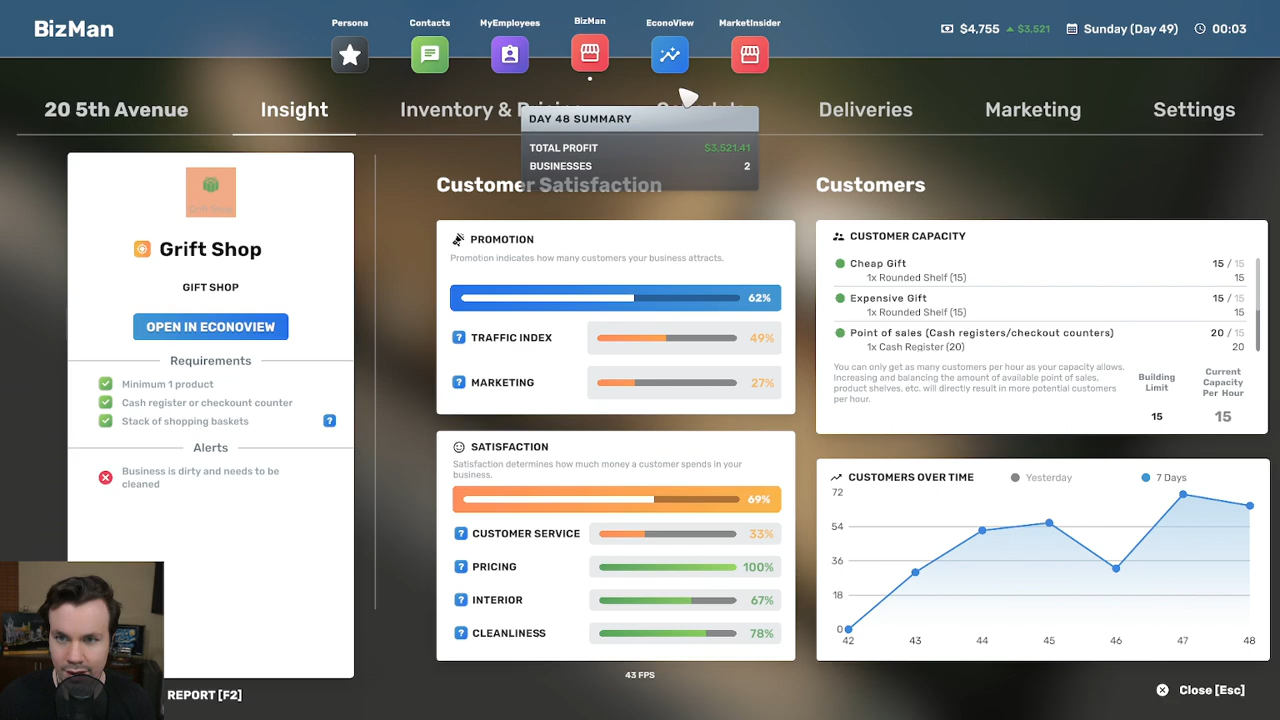 BizMan
Persona
Contacts
MyEmployees
BizMan
EconoView
MarketInsider
$4,755 ▲ $3,521
Sunday (Day 49)
00:03
20 5th Avenue
Insight
Inventory &
Deliveries
Marketing
Settings
DAY 48 SUMMARY
TOTAL PROFIT $3,521.41
BUSINESSES 2
Grift Shop
GIFT SHOP
OPEN IN ECONOVIEW
Requirements
Minimum 1 product
Cash register or checkout counter
Stack of shopping baskets ?
Alerts
Business is dirty and needs to be
cleaned
REPORT [F2]
Customer Satisfaction
PROMOTION
Promotion indicates how many customers your business attracts.
62%
? TRAFFIC INDEX 49%
? MARKETING 27%
SATISFACTION
Satisfaction determines how much money a customer spends in your
business.
69%
? CUSTOMER SERVICE 33%
? PRICING 100%
? INTERIOR 67%
? CLEANLINESS 78%
43 FPS
Customers
CUSTOMER CAPACITY
Cheap Gift 15 / 15
1x Rounded Shelf (15) 15
Expensive Gift 15 / 15
1x Rounded Shelf (15) 15
Point of sales (Cash registers/checkout counters) 20 / 15
1x Cash Register (20) 20
You can only get as many customers per hour as your capacity allows.
Increasing and balancing the amount of available point of sales,
product shelves, etc. will directly result in more potential customers
per hour.
Building
Limit
15
Current
Capacity
Per Hour
15
CUSTOMERS OVER TIME
Yesterday
7 Days
72
54
36
18
0
42 43 44 45 46 47 48
Close [Esc]